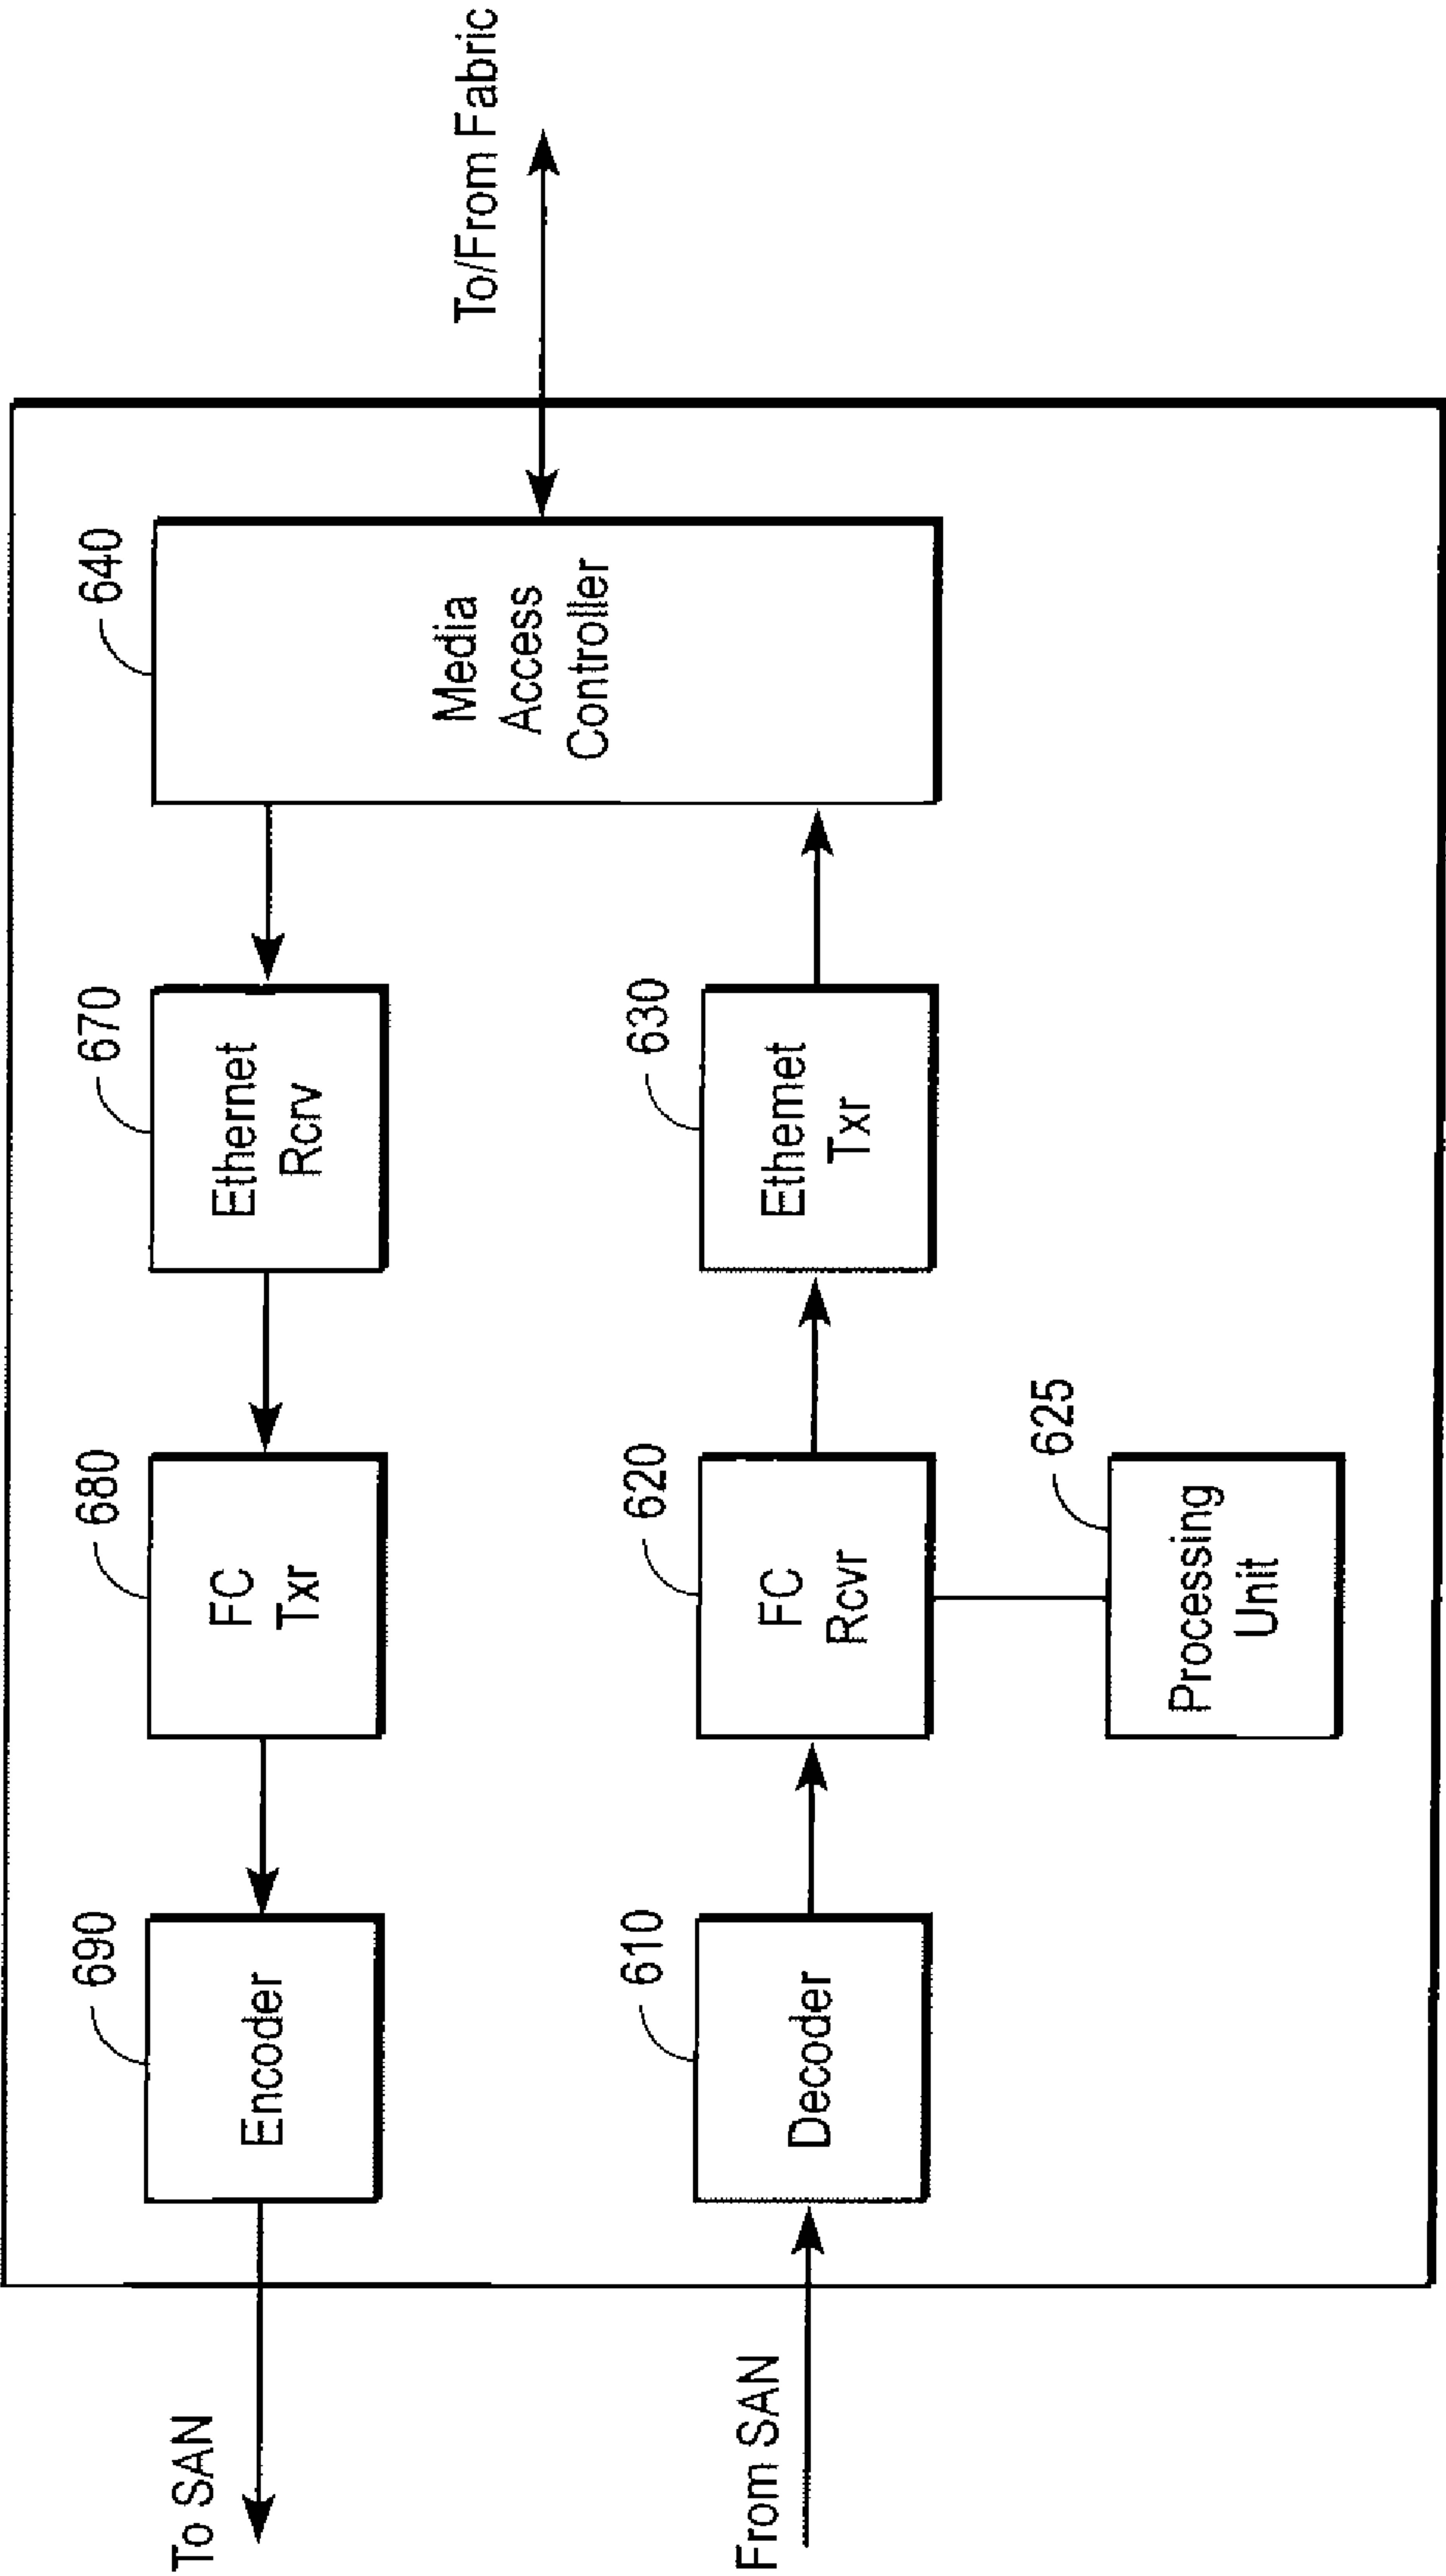 To/From Fabric
640
Media
Access
Controller
670
Ethernet
Rcrv
630
Ethernet
Txr
680
FC
Txr
620
FC
Rcvr
625
Processing
Unit
690
Encoder
610
Decoder
To SAN
From SAN